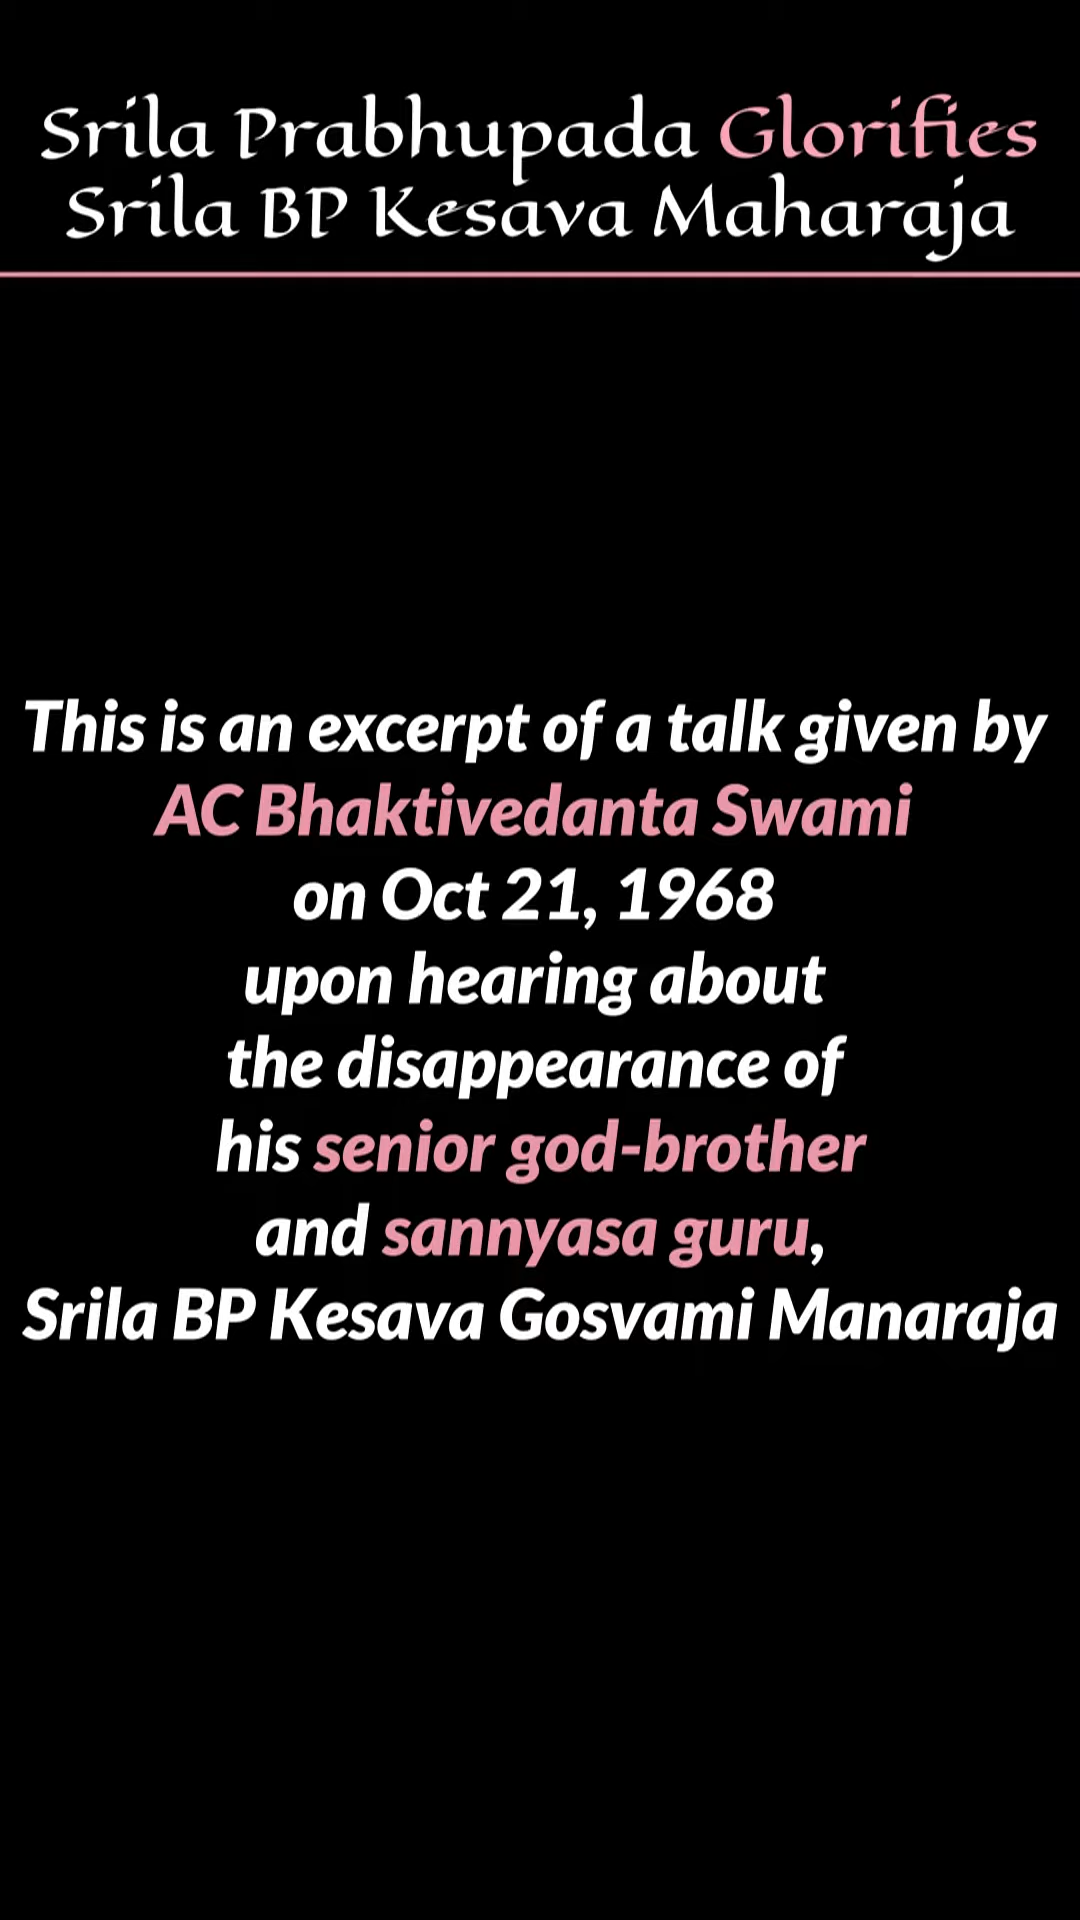 Srila Prabhupada Glorifies
Srila BP Kesava Maharaja
This is an excerpt of a talk given by
AC Bhaktivedanta Swami
on Oct 21, 1968
upon hearing about
the disappearance of
his senior god-brother
and sannyasa guru,
Srila BP Kesava Gosvami Manaraja